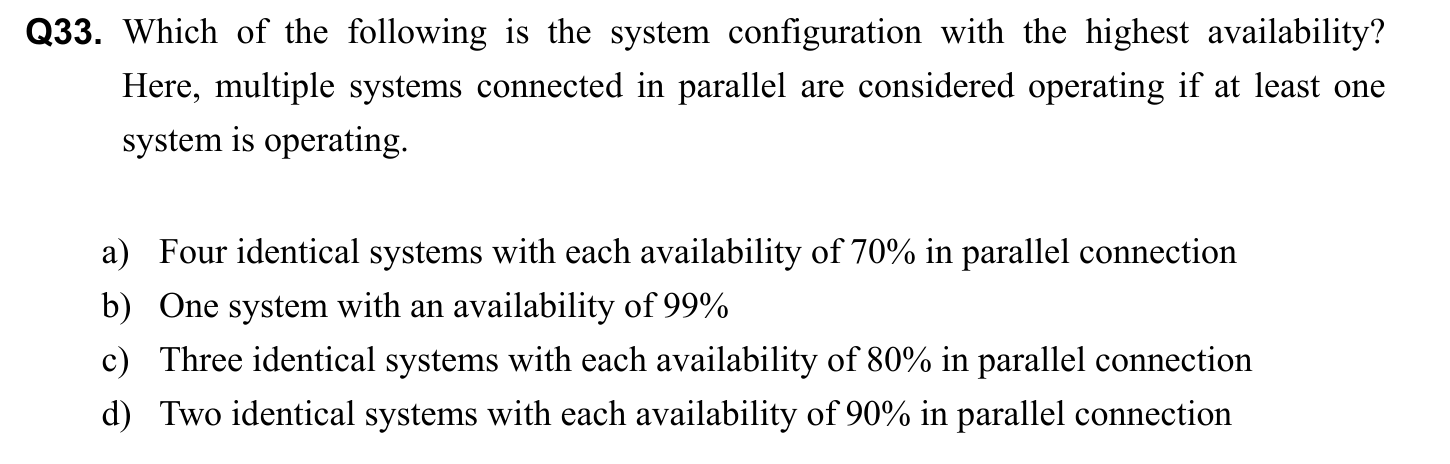 Q33. Which of the following is the system configuration with the highest availability?
Here, multiple systems connected in parallel are considered operating if at least one
system is operating.
a) Four identical systems with each availability of 70% in parallel connection
b) One system with an availability of 99%
c) Three identical systems with each availability of 80% in parallel connection
d) Two identical systems with each availability of 90% in parallel connection